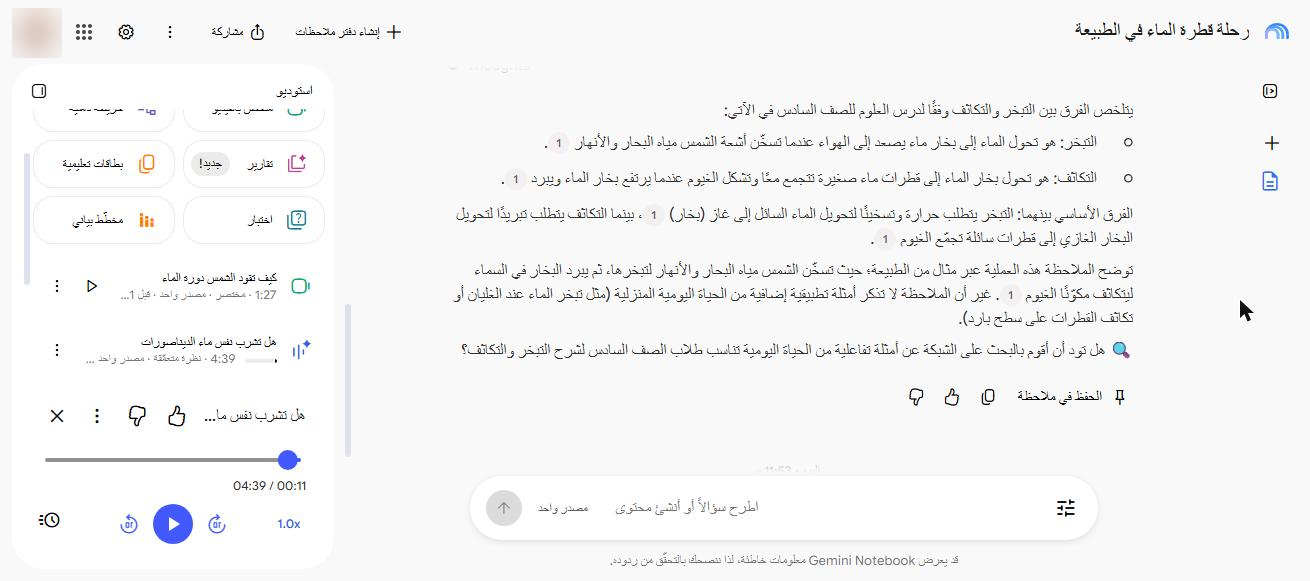 رحلة قطرة الماء في الطبيعة
إنشاء دفتر ملاحظات
مشاركة
يتلخص الفرق بين التبخر والتكاثف وفقًا لدرس العلوم للصف السادس في الآتي:
التبخر: هو تحول الماء إلى بخار ماء يصعد إلى الهواء عندما تسخّن أشعة الشمس مياه البحار والأنهار 1 .
التكاثف: هو تحول بخار الماء إلى قطرات ماء صغيرة تتجمع معًا وتشكل الغيوم عندما يرتفع بخار الماء ويبرد 1 .
الفرق الأساسي بينهما: التبخر يتطلب حرارة وتسخينًا لتحويل الماء السائل إلى غاز (بخار) 1 ، بينما التكاثف يتطلب تبريدًا لتحويل
البخار الغازي إلى قطرات سائلة تجمّع الغيوم 1 .
توضح الملاحظة هذه العملية عبر مثال من الطبيعة؛ حيث تسخّن الشمس مياه البحار والأنهار لتبخرها، ثم يبرد البخار في السماء
ليتكاثف مكوّنًا الغيوم 1 . غير أن الملاحظة لا تذكر أمثلة تطبيقية إضافية من الحياة اليومية المنزلية (مثل تبخر الماء عند الغليان أو
تكاثف القطرات على سطح بارد).
هل تود أن أقوم بالبحث على الشبكة عن أمثلة تفاعلية من الحياة اليومية تناسب طلاب الصف السادس لشرح التبخر والتكاثف؟
الحفظ في ملاحظة
اطرح سؤالاً أو أنشئ محتوى
مصدر واحد
قد يعرض Gemini Notebook معلومات خاطئة، لذا ننصحك بالتحقّق من ردوده.
استوديو
تقارير
جديد!
بطاقات تعليمية
اختبار
مخطّط بياني
كيف تقود الشمس دورة الماء
1:27 · مختصر · مصدر واحد · قبل 1...
هل تشرب نفس ماء الديناصورات
4:39 · نظرة متعمّقة · مصدر واحد ...
هل تشرب نفس ما...
04:39 / 00:11
1.0x